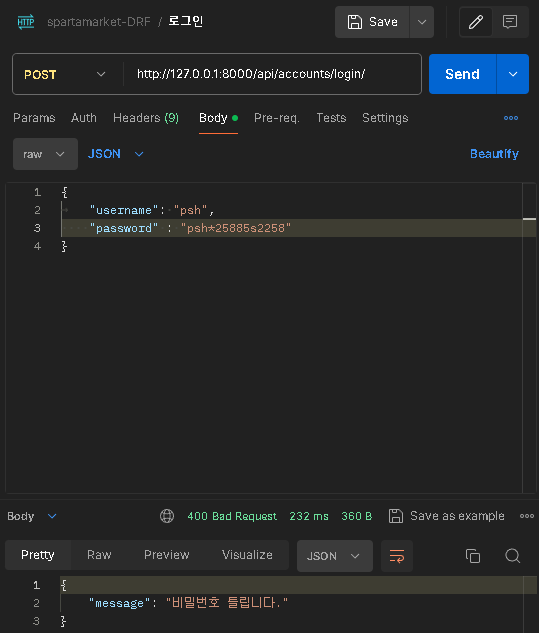 HTTP spartamarket-DRF / 로그인 Save
POST http://127.0.0.1:8000/api/accounts/login/ Send
Params Auth Headers (9) Body Pre-req. Tests Settings
raw JSON Beautify
1 {
2 "username": "psh",
3 "password" : "psh*25885s2258"
4 }
Body 400 Bad Request 232 ms 360 B Save as example
Pretty Raw Preview Visualize JSON
1 {
2 "message": "비밀번호 틀립니다."
3 }